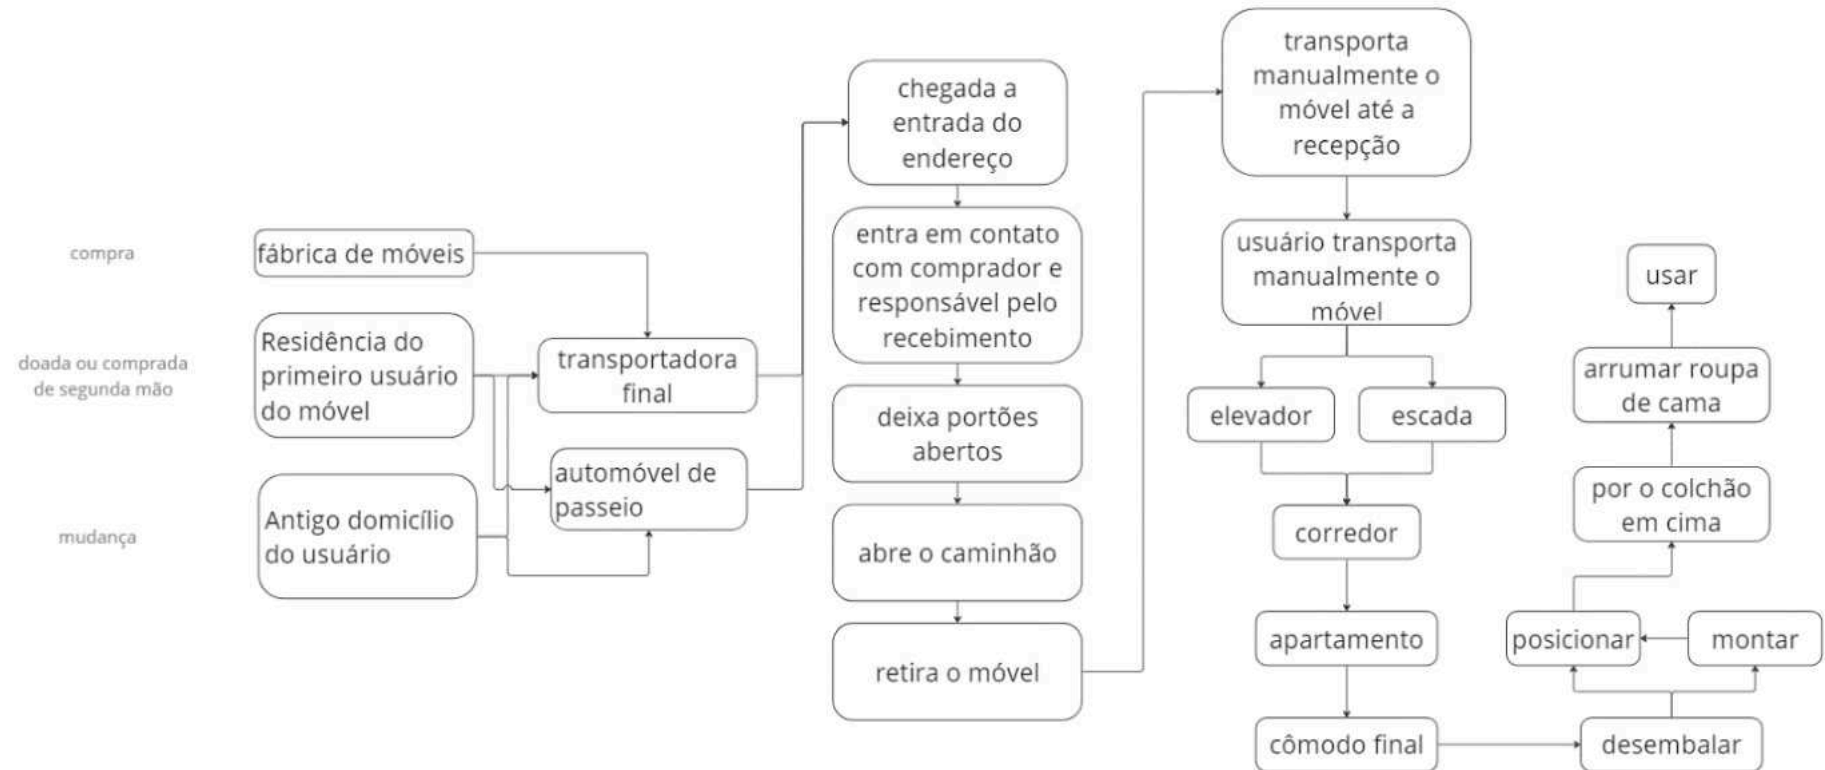 compra
fábrica de móveis
doada ou comprada
de segunda mão
Residência do
primeiro usuário
do móvel
mudança
Antigo domicílio
do usuário
transportadora
final
automóvel de
passeio
chegada a
entrada do
endereço
entra em contato
com comprador e
responsável pelo
recebimento
deixa portões
abertos
abre o caminhão
retira o móvel
transporta
manualmente o
móvel até a
recepção
usuário transporta
manualmente o
móvel
elevador
escada
corredor
apartamento
cômodo final
desembalar
montar
posicionar
por o colchão
em cima
arrumar roupa
de cama
usar